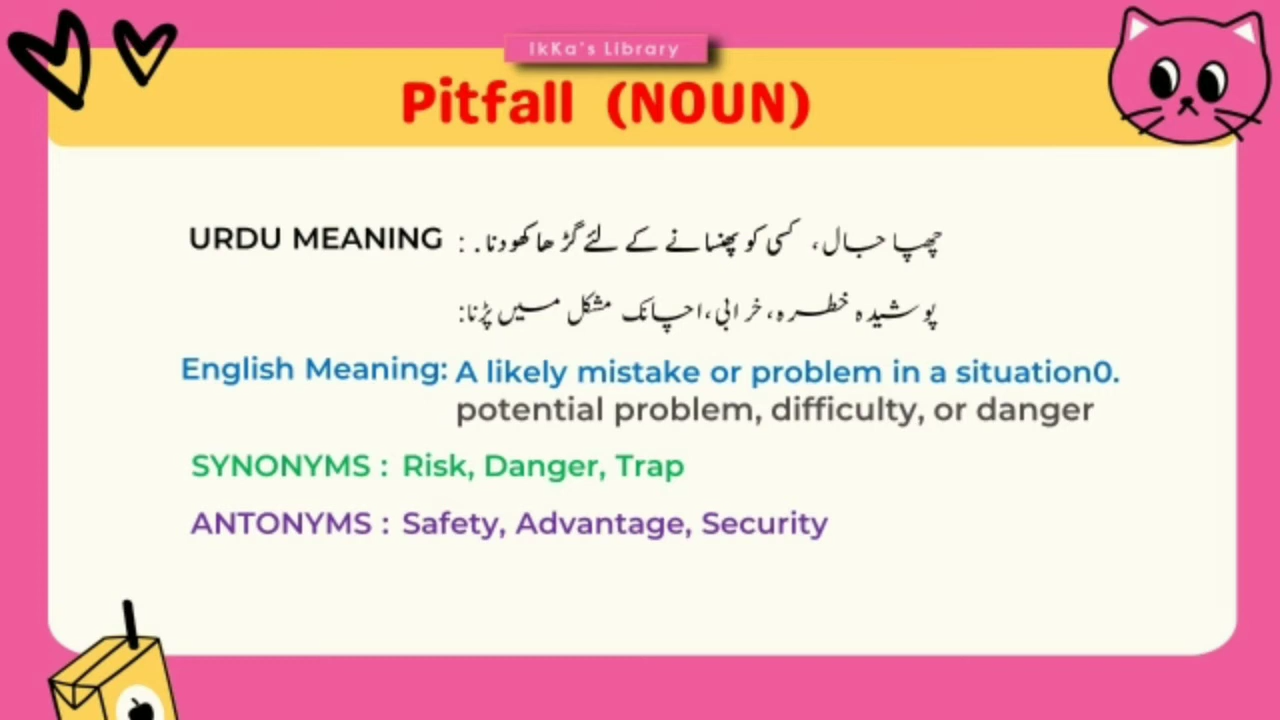 IkKa's Library
Pitfall (NOUN)
URDU MEANING : چھپا جال، کسی کو پھنسانے کے لئے گڑھا کھودنا. .
پوشیدہ خطرہ، خرابی،اچانک مشکل میں پڑنا:
English Meaning: A likely mistake or problem in a situation0.
potential problem, difficulty, or danger
SYNONYMS : Risk, Danger, Trap
ANTONYMS : Safety, Advantage, Security